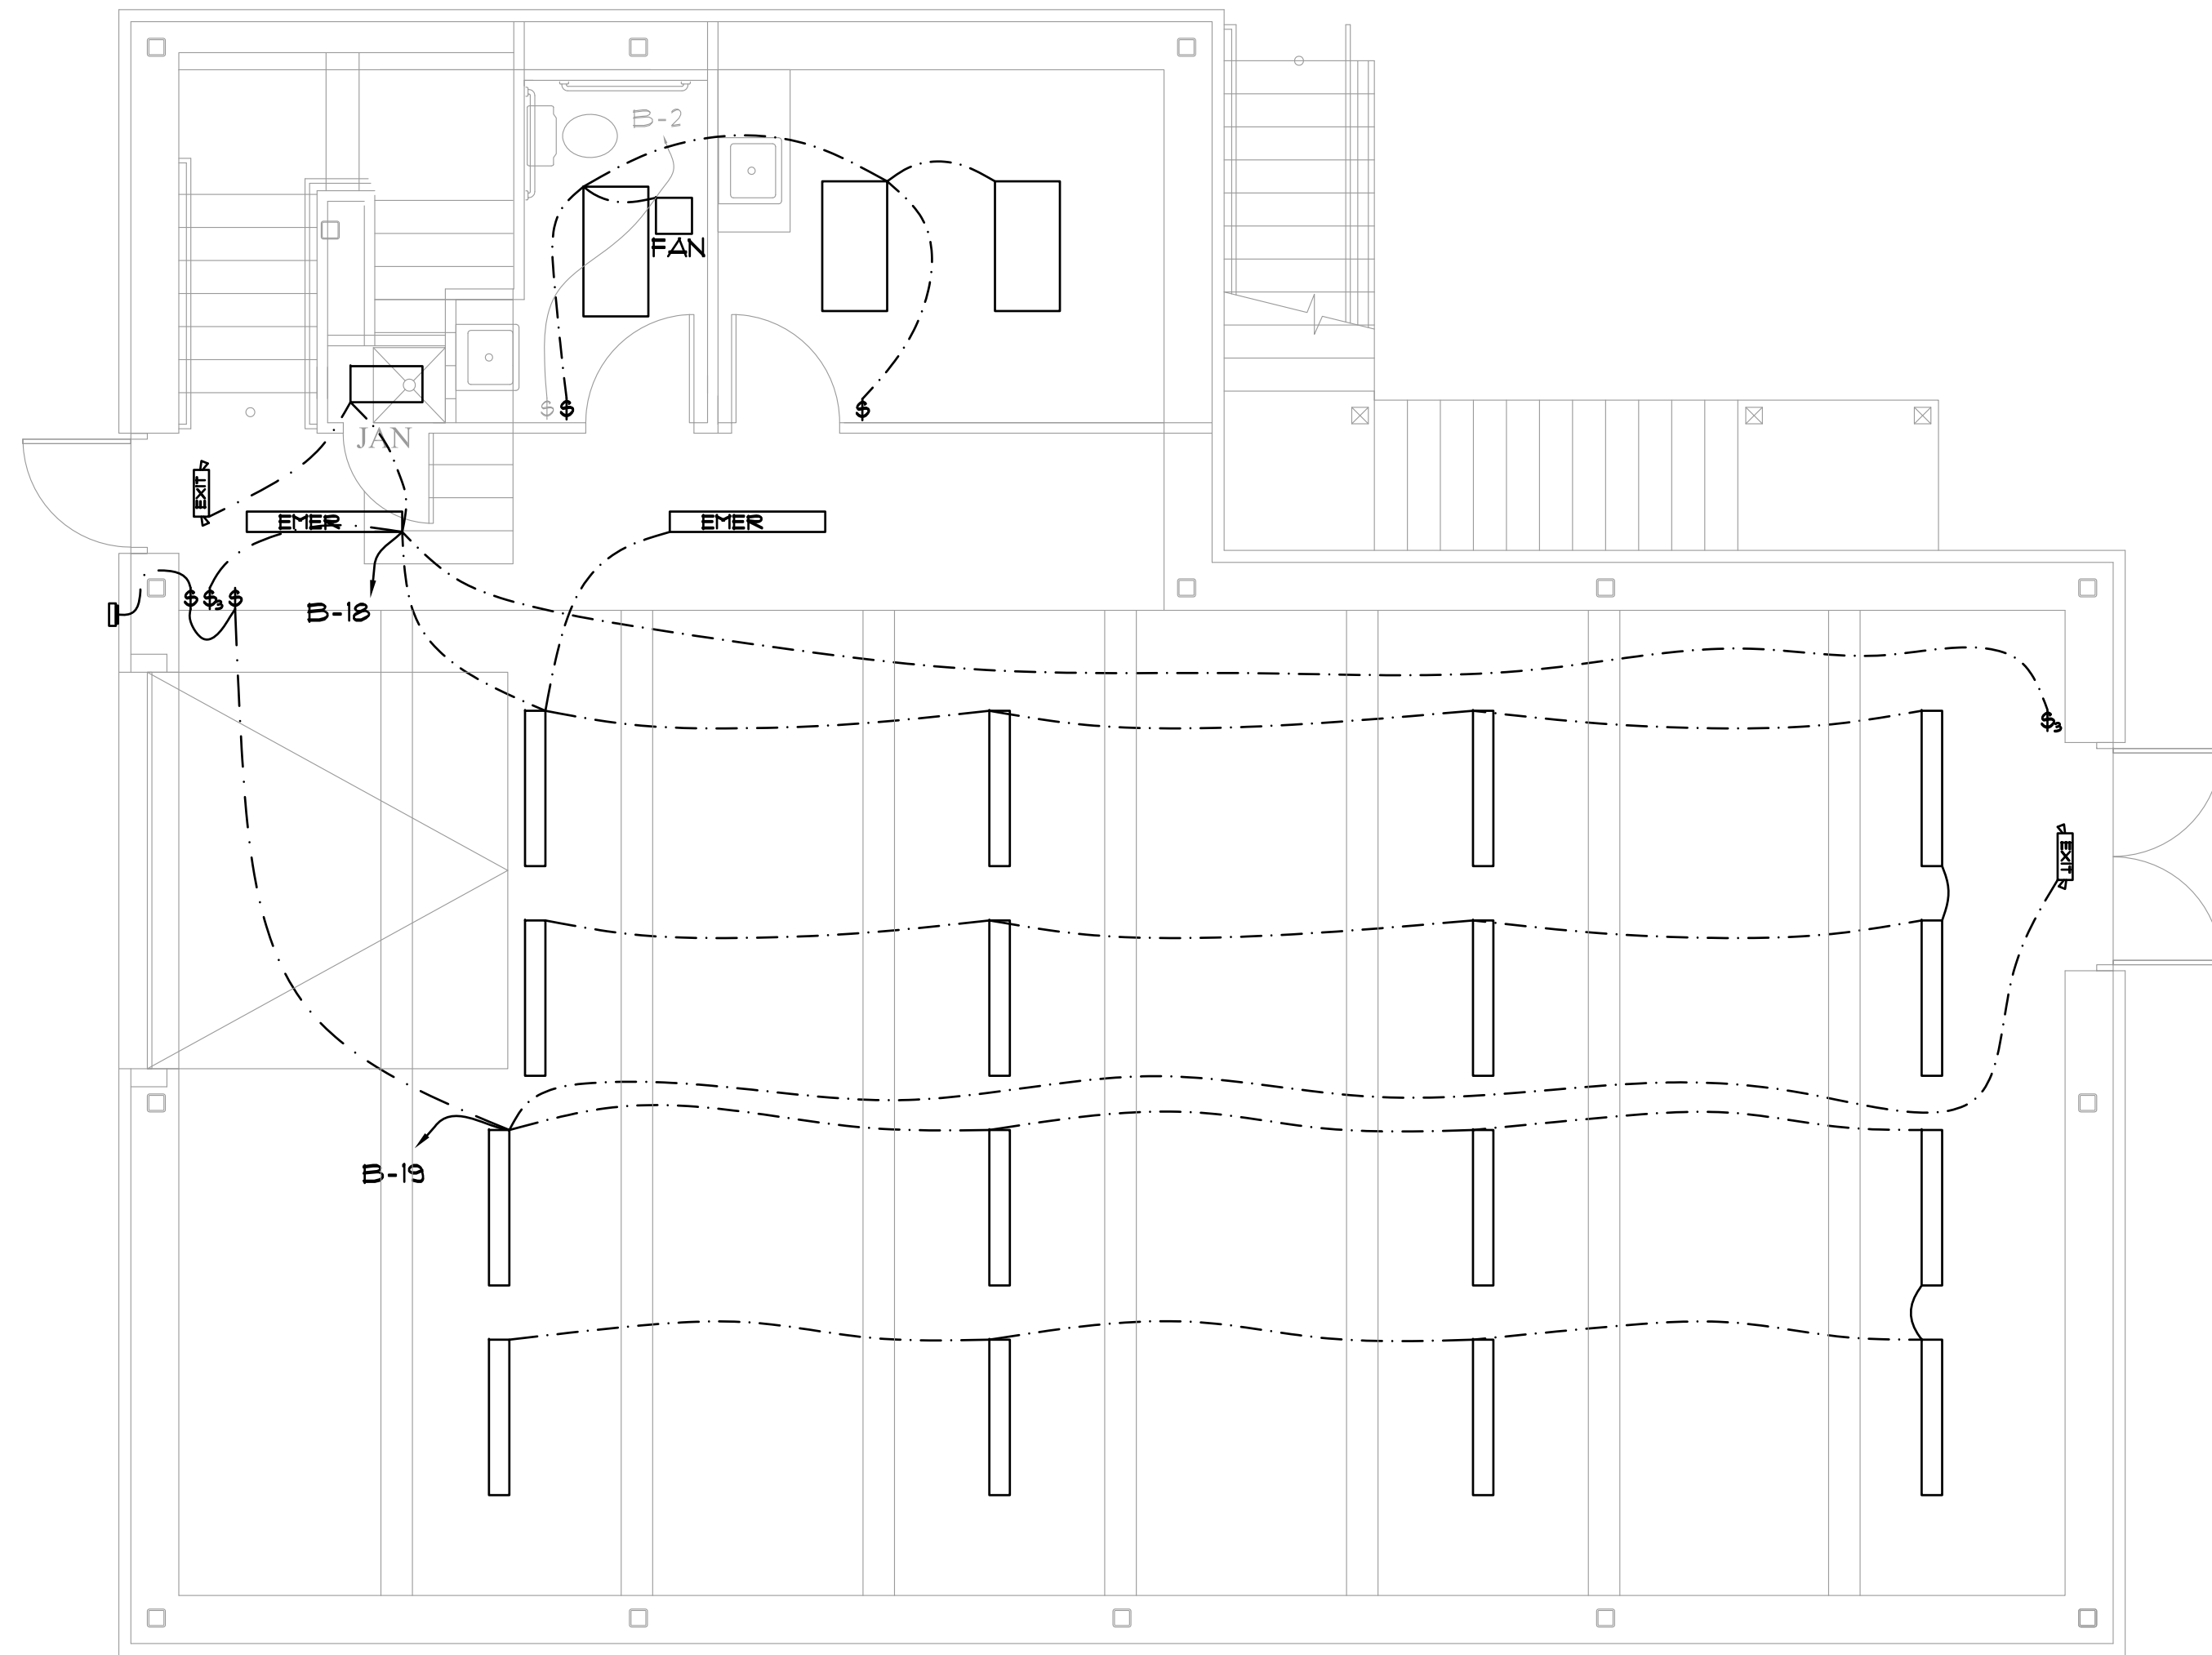 B-2
FAN
$ $
$
JAN
EXIT
EMER
EMER
$ $3 $
B-18
$3
EXIT
B-19